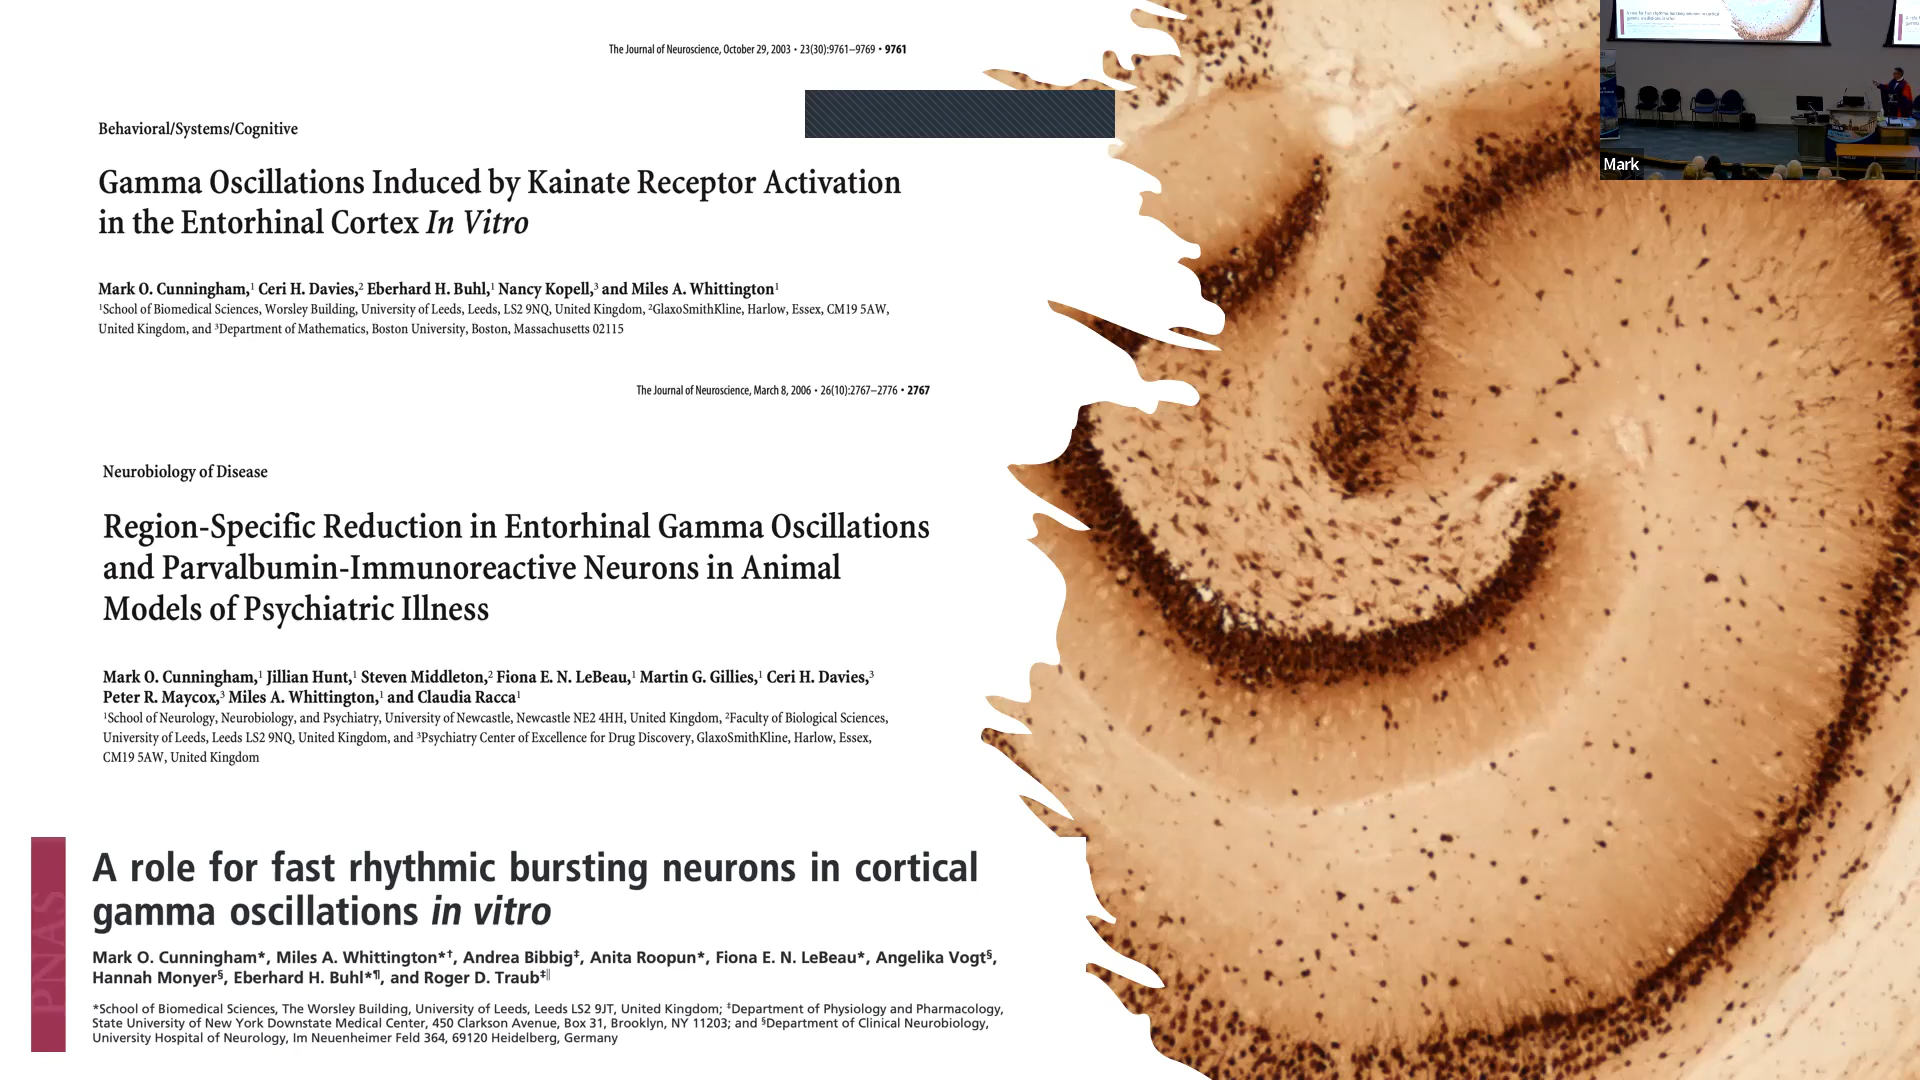 The Journal of Neuroscience, October 29, 2003 • 23(30):9761–9769 • 9761
Behavioral/Systems/Cognitive
Gamma Oscillations Induced by Kainate Receptor Activation
in the Entorhinal Cortex In Vitro
Mark O. Cunningham,1 Ceri H. Davies,2 Eberhard H. Buhl,1 Nancy Kopell,3 and Miles A. Whittington1
1School of Biomedical Sciences, Worsley Building, University of Leeds, Leeds, LS2 9NQ, United Kingdom, 2GlaxoSmithKline, Harlow, Essex, CM19 5AW,
United Kingdom, and 3Department of Mathematics, Boston University, Boston, Massachusetts 02115
The Journal of Neuroscience, March 8, 2006 • 26(10):2767–2776 • 2767
Neurobiology of Disease
Region-Specific Reduction in Entorhinal Gamma Oscillations
and Parvalbumin-Immunoreactive Neurons in Animal
Models of Psychiatric Illness
Mark O. Cunningham,1 Jillian Hunt,1 Steven Middleton,2 Fiona E. N. LeBeau,1 Martin G. Gillies,1 Ceri H. Davies,3
Peter R. Maycox,3 Miles A. Whittington,1 and Claudia Racca1
1School of Neurology, Neurobiology, and Psychiatry, University of Newcastle, Newcastle NE2 4HH, United Kingdom, 2Faculty of Biological Sciences,
University of Leeds, Leeds LS2 9NQ, United Kingdom, and 3Psychiatry Center of Excellence for Drug Discovery, GlaxoSmithKline, Harlow, Essex,
CM19 5AW, United Kingdom
PNAS
A role for fast rhythmic bursting neurons in cortical
gamma oscillations in vitro
Mark O. Cunningham*, Miles A. Whittington*†, Andrea Bibbig‡, Anita Roopun*, Fiona E. N. LeBeau*, Angelika Vogt§,
Hannah Monyer§, Eberhard H. Buhl*¶, and Roger D. Traub‡||
*School of Biomedical Sciences, The Worsley Building, University of Leeds, Leeds LS2 9JT, United Kingdom; ‡Department of Physiology and Pharmacology,
State University of New York Downstate Medical Center, 450 Clarkson Avenue, Box 31, Brooklyn, NY 11203; and §Department of Clinical Neurobiology,
University Hospital of Neurology, Im Neuenheimer Feld 364, 69120 Heidelberg, Germany
Mark